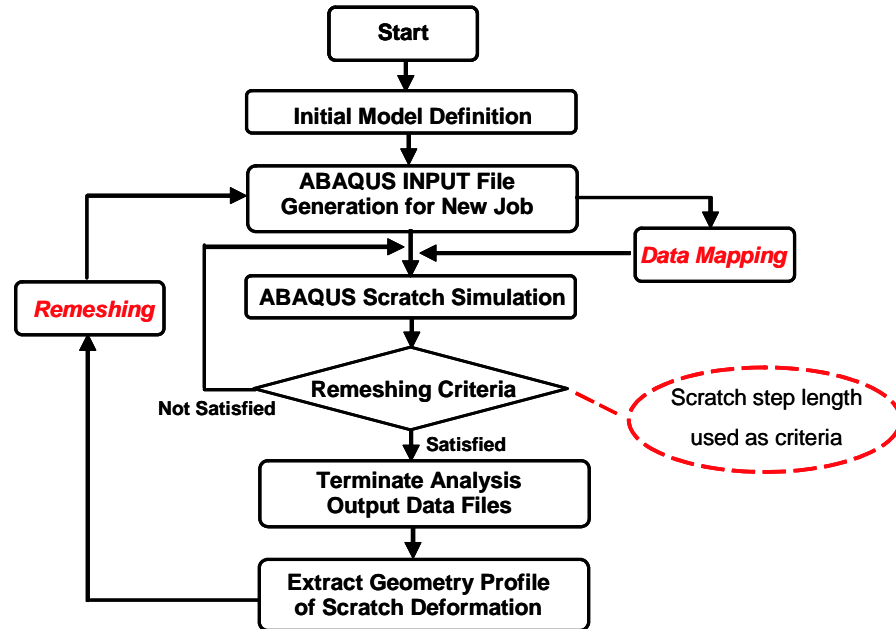 Start
Initial Model Definition
ABAQUS INPUT File
Generation for New Job
Data Mapping
Remeshing
ABAQUS Scratch Simulation
Remeshing Criteria
Not Satisfied
Scratch step length
used as criteria
Satisfied
Terminate Analysis
Output Data Files
Extract Geometry Profile
of Scratch Deformation